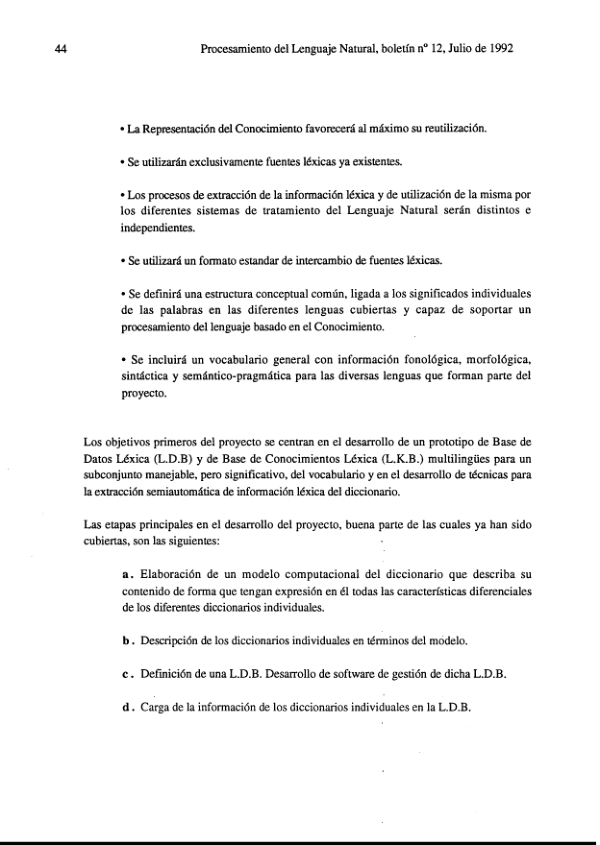 44
Procesamiento del Lenguaje Natural, boletín nº 12, Julio de 1992
• La Representación del Conocimiento favorecerá al máximo su reutilización.
• Se utilizarán exclusivamente fuentes léxicas ya existentes.
• Los procesos de extracción de la información léxica y de utilización de la misma por
los diferentes sistemas de tratamiento del Lenguaje Natural serán distintos e
independientes.
• Se utilizará un formato estandar de intercambio de fuentes léxicas.
• Se definirá una estructura conceptual común, ligada a los significados individuales
de las palabras en las diferentes lenguas cubiertas y capaz de soportar un
procesamiento del lenguaje basado en el Conocimiento.
• Se incluirá un vocabulario general con información fonológica, morfológica,
sintáctica y semántico-pragmática para las diversas lenguas que forman parte del
proyecto.
Los objetivos primeros del proyecto se centran en el desarrollo de un prototipo de Base de
Datos Léxica (L.D.B) y de Base de Conocimientos Léxica (L.K.B.) multilingües para un
subconjunto manejable, pero significativo, del vocabulario y en el desarrollo de técnicas para
la extracción semiautomática de información léxica del diccionario.
Las etapas principales en el desarrollo del proyecto, buena parte de las cuales ya han sido
cubiertas, son las siguientes:
a. Elaboración de un modelo computacional del diccionario que describa su
contenido de forma que tengan expresión en él todas las características diferenciales
de los diferentes diccionarios individuales.
b. Descripción de los diccionarios individuales en términos del modelo.
c. Definición de una L.D.B. Desarrollo de software de gestión de dicha L.D.B.
d. Carga de la información de los diccionarios individuales en la L.D.B.